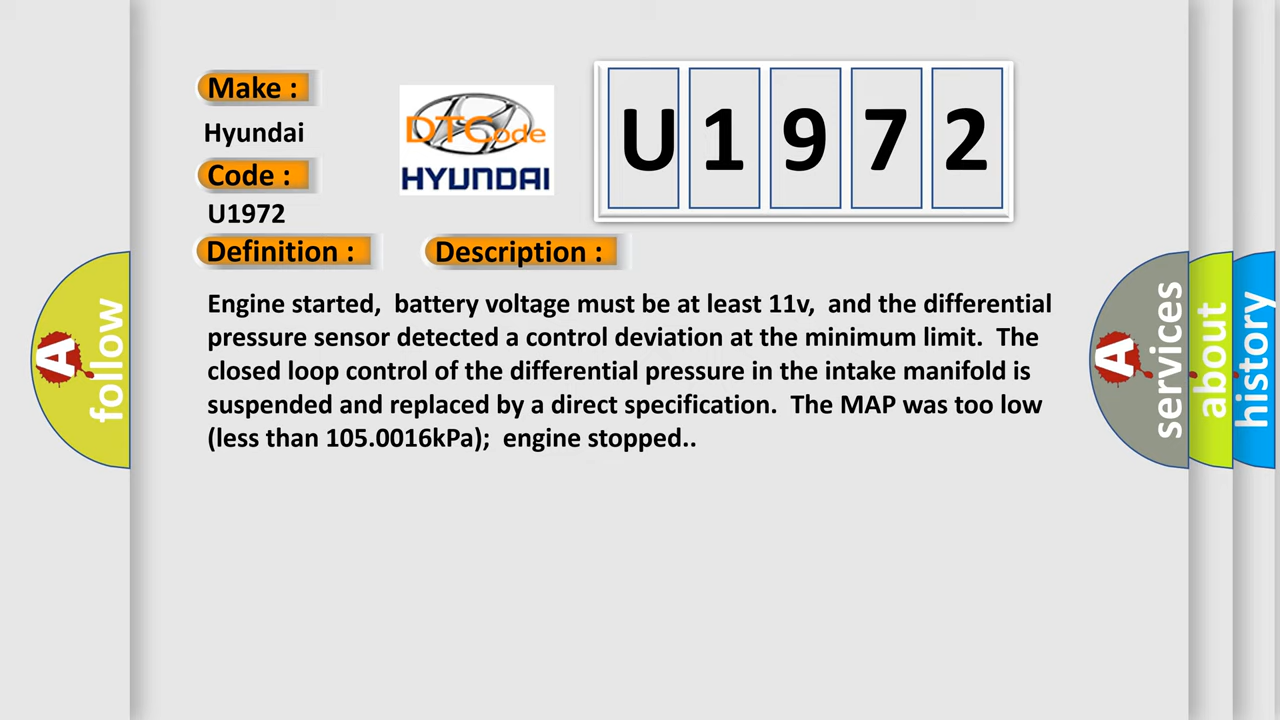 Make :
Hyundai
Code :
U1972
DTCode
HYUNDAI
U1972
Definition :
Description :
Engine started, battery voltage must be at least 11v, and the differential
pressure sensor detected a control deviation at the minimum limit. The
closed loop control of the differential pressure in the intake manifold is
suspended and replaced by a direct specification. The MAP was too low
(less than 105.0016kPa); engine stopped..
A
follow
A
services
about
history